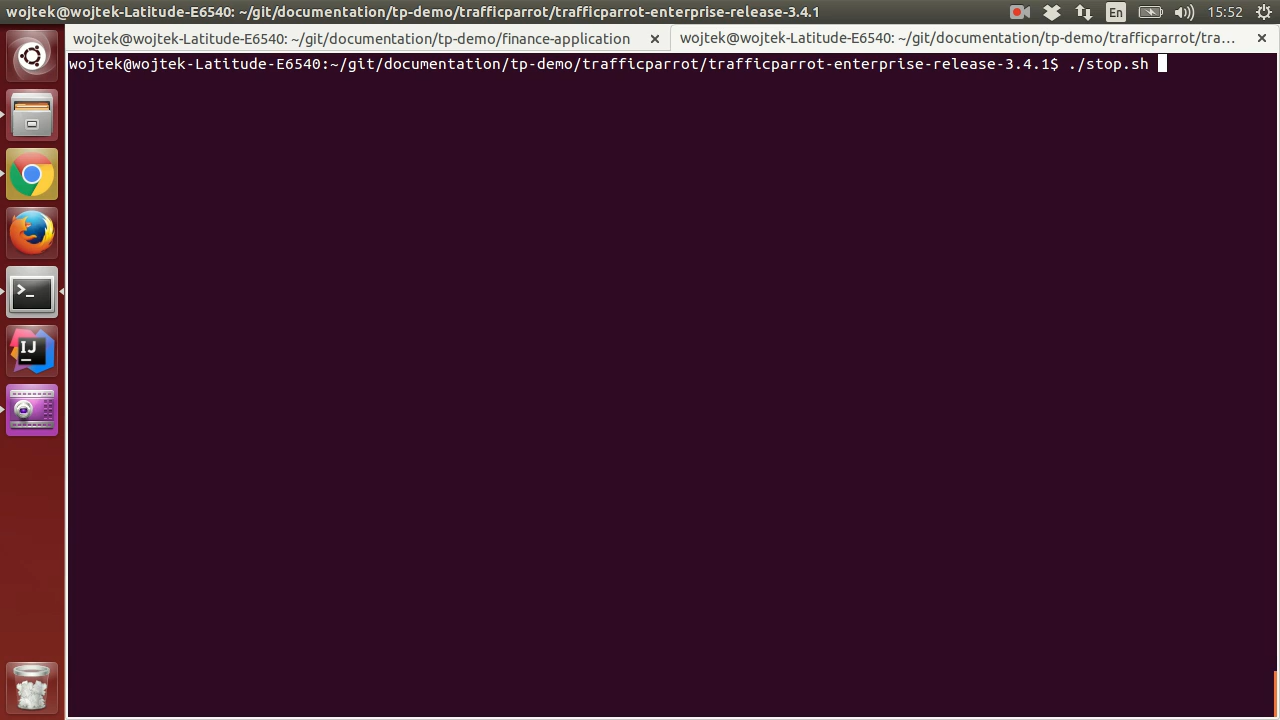 wojtek@wojtek-Latitude-E6540: ~/git/documentation/tp-demo/trafficparrot/trafficparrot-enterprise-release-3.4.1
En
15:52
wojtek@wojtek-Latitude-E6540: ~/git/documentation/tp-demo/finance-application
wojtek@wojtek-Latitude-E6540: ~/git/documentation/tp-demo/trafficparrot/tra...
wojtek@wojtek-Latitude-E6540:~/git/documentation/tp-demo/trafficparrot/trafficparrot-enterprise-release-3.4.1$ ./stop.sh
IJ